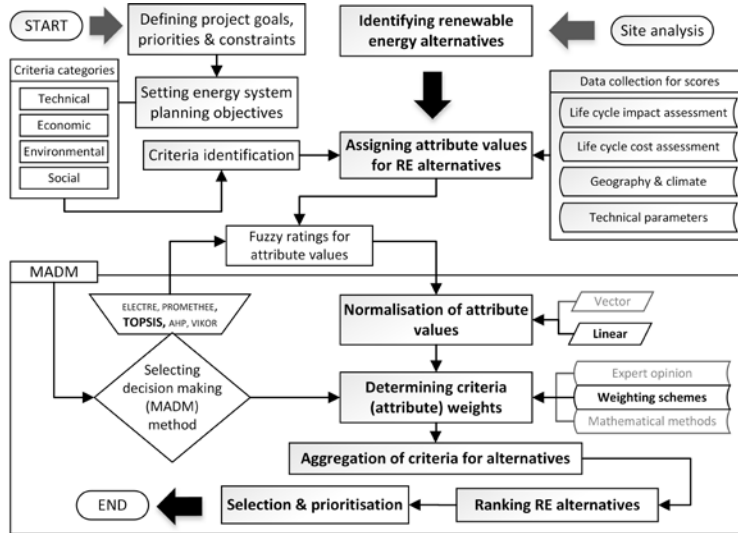 START
Defining project goals,
priorities & constraints
Identifying renewable
energy alternatives
Site analysis
Criteria categories
Technical
Economic
Environmental
Social
Setting energy system
planning objectives
Data collection for scores
Life cycle impact assessment
Life cycle cost assessment
Geography & climate
Technical parameters
Criteria identification
Assigning attribute values
for RE alternatives
Fuzzy ratings for
attribute values
MADM
ELECTRE, PROMETHEE,
TOPSIS, AHP, VIKOR
Normalisation of attribute
values
Vector
Linear
Selecting
decision making
(MADM)
method
Determining criteria
(attribute) weights
Expert opinion
Weighting schemes
Mathematical methods
Aggregation of criteria for alternatives
END
Selection & prioritisation
Ranking RE alternatives